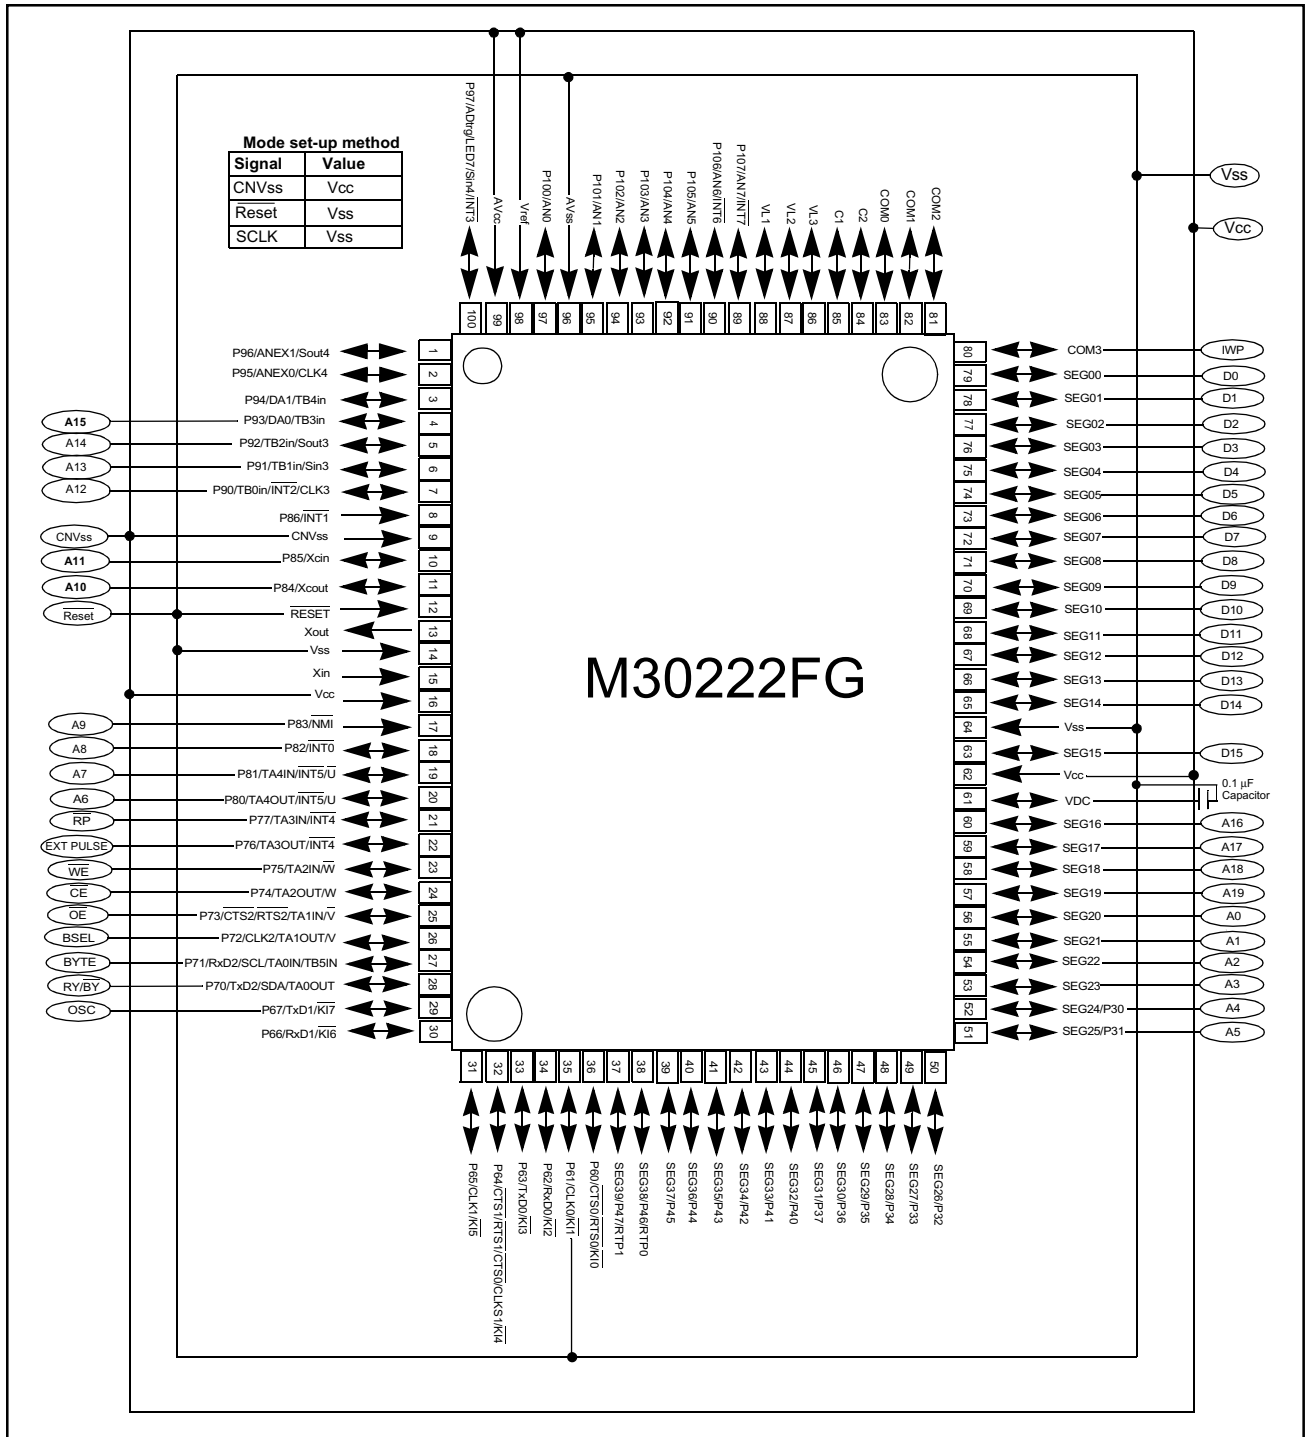 Mode set-up method
Signal Value
CNVss Vcc
Reset Vss
SCLK Vss
P97/ADtrg/LED7/Sin4/INT3
AVcc
Vref
P100/AN0
AVss
P101/AN1
P102/AN2
P103/AN3
P104/AN4
P105/AN5
P106/AN6/INT6
P107/AN7/INT7
VL1
VL2
VL3
C1
C2
COM0
COM1
COM2
Vss
Vcc
100 99 98 97 96 95 94 93 92 91 90 89 88 87 86 85 84 83 82 81
P96/ANEX1/Sout4 1
P95/ANEX0/CLK4 2
P94/DA1/TB4in 3
A15 P93/DA0/TB3in 4
A14 P92/TB2in/Sout3 5
A13 P91/TB1in/Sin3 6
A12 P90/TB0in/INT2/CLK3 7
P86/INT1 8
CNVss CNVss 9
A11 P85/Xcin 10
A10 P84/Xcout 11
Reset RESET 12
Xout 13
Vss 14
Xin 15
Vcc 16
A9 P83/NMI 17
A8 P82/INT0 18
A7 P81/TA4IN/INT5/U 19
A6 P80/TA4OUT/INT5/U 20
RP P77/TA3IN/INT4 21
EXT PULSE P76/TA3OUT/INT4 22
WE P75/TA2IN/W 23
CE P74/TA2OUT/W 24
OE P73/CTS2/RTS2/TA1IN/V 25
BSEL P72/CLK2/TA1OUT/V 26
BYTE P71/RxD2/SCL/TA0IN/TB5IN 27
RY/BY P70/TxD2/SDA/TA0OUT 28
OSC P67/TxD1/KI7 29
P66/RxD1/KI6 30
M30222FG
80 COM3 IWP
79 SEG00 D0
78 SEG01 D1
77 SEG02 D2
76 SEG03 D3
75 SEG04 D4
74 SEG05 D5
73 SEG06 D6
72 SEG07 D7
71 SEG08 D8
70 SEG09 D9
69 SEG10 D10
68 SEG11 D11
67 SEG12 D12
66 SEG13 D13
65 SEG14 D14
64 Vss
63 SEG15 D15
62 Vcc
0.1 µF
Capacitor
61 VDC
60 SEG16 A16
59 SEG17 A17
58 SEG18 A18
57 SEG19 A19
56 SEG20 A0
55 SEG21 A1
54 SEG22 A2
53 SEG23 A3
52 SEG24/P30 A4
51 SEG25/P31 A5
31 32 33 34 35 36 37 38 39 40 41 42 43 44 45 46 47 48 49 50
P65/CLK1/KI5
P64/CTS1/RTS1/CTS0/CLKS1/KI4
P63/TxD0/KI3
P62/RxD0/KI2
P61/CLK0/KI1
P60/CTS0/RTS0/KI0
SEG39/P47/RTP1
SEG38/P46/RTP0
SEG37/P45
SEG36/P44
SEG35/P43
SEG34/P42
SEG33/P41
SEG32/P40
SEG31/P37
SEG30/P36
SEG29/P35
SEG28/P34
SEG27/P33
SEG26/P32